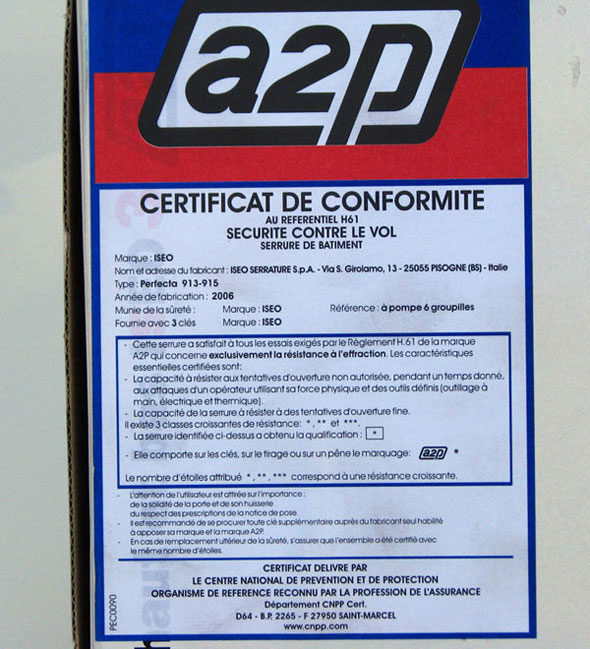 a2p
CERTIFICAT DE CONFORMITE
AU REFERENTIEL H61
SECURITE CONTRE LE VOL
SERRURE DE BATIMENT
Marque : ISEO
Nom et adresse du fabricant : ISEO SERRATURE S.p.A. - Via S. Girolamo, 13 - 25055 PISOGNE (BS) - Italie
Type : Perfecta 913-915
Année de fabrication : 2006
Munie de la sûreté : Marque : ISEO Référence : à pompe 6 groupilles
Fournie avec 3 clés Marque : ISEO
- Cette serrure a satisfait à tous les essais exigés par le Règlement H.61 de la marque
A2P qui concerne exclusivement la résistance à l'effraction. Les caractéristiques
essentielles certifiées sont:
- La capacité à résister aux tentatives d'ouverture non autorisée, pendant un temps donné,
aux attaques d'un opérateur utilisant sa force physique et des outils définis (outillage à
main, électrique et thermique).
- La capacité de la serrure à résister à des tentatives d'ouverture fine.
Il existe 3 classes croissantes de résistance: *, ** et ***.
- La serrure identifiée ci-dessus a obtenu la qualification : *
- Elle comporte sur les clés, sur le tirage ou sur un pêne le marquage: a2p *
Le nombre d'étoiles attribué *, **, *** correspond à une résistance croissante.
- L'attention de l'utilisateur est attirée sur l'importance :
de la solidité de la porte et de son huisserie
du respect des prescriptions de la notice de pose.
- Il est recommandé de se procurer toute clé supplémentaire auprès du fabricant seul habilité
à apposer sa marque et la marque A2P.
- En cas de remplacement ultérieur de la sûreté, s'assurer que l'ensemble a été certifié avec
le même nombre d'étoiles.
CERTIFICAT DELIVRE PAR
LE CENTRE NATIONAL DE PREVENTION ET DE PROTECTION
ORGANISME DE REFERENCE RECONNU PAR LA PROFESSION DE L'ASSURANCE
Département CNPP Cert.
D64 - B.P. 2265 - F 27950 SAINT-MARCEL
www.cnpp.com
PEC0090